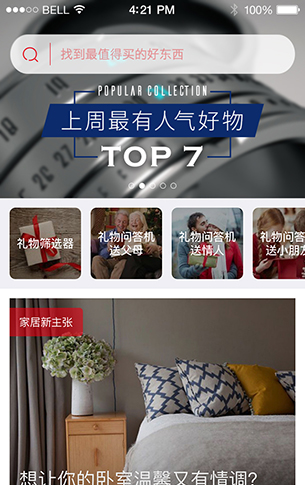 BELL 4:21 PM 100%
找到最值得买的好东西
POPULAR COLLECTION
上周最有人气好物
TOP 7
礼物筛选器
礼物问答机
送父母
礼物问答机
送情人
礼物问答
送小朋友
家居新主张
想让你的卧室温馨又有情调?